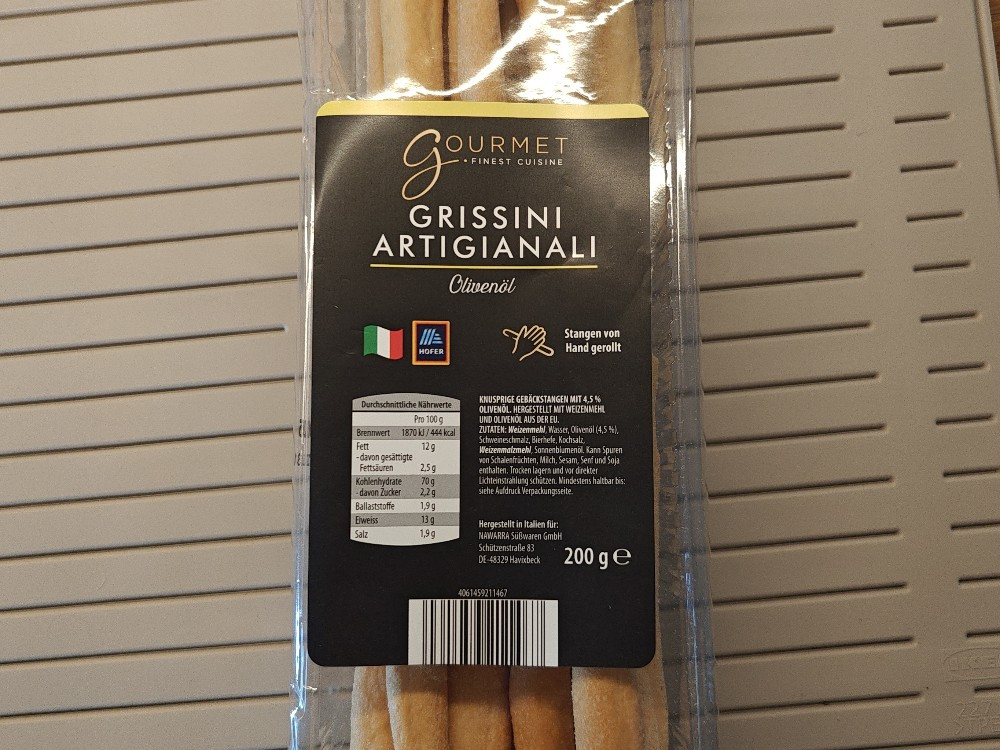 GOURMET
• FINEST CUISINE
GRISSINI
ARTIGIANALI
Olivenöl
HOFER
Stangen von
Hand gerollt
Durchschnittliche Nährwerte
Pro 100 g
Brennwert 1870 kJ / 444 kcal
Fett 12 g
- davon gesättigte
Fettsäuren 2,5 g
Kohlenhydrate 70 g
- davon Zucker 2,2 g
Ballaststoffe 1,9 g
Eiweiss 13 g
Salz 1,9 g
KNUSPRIGE GEBÄCKSTANGEN MIT 4,5 %
OLIVENÖL. HERGESTELLT MIT WEIZENMEHL
UND OLIVENÖL AUS DER EU.
ZUTATEN: Weizenmehl, Wasser, Olivenöl (4,5 %),
Schweineschmalz, Bierhefe, Kochsalz,
Weizenmalzmehl, Sonnenblumenöl. Kann Spuren
von Schalenfrüchten, Milch, Sesam, Senf und Soja
enthalten. Trocken lagern und vor direkter
Lichteinstrahlung schützen. Mindestens haltbar bis:
siehe Aufdruck Verpackungsseite.
Hergestellt in Italien für:
NAWARRA Süßwaren GmbH
Schützenstraße 83
DE-48329 Havixbeck
200 g e
4061459211467